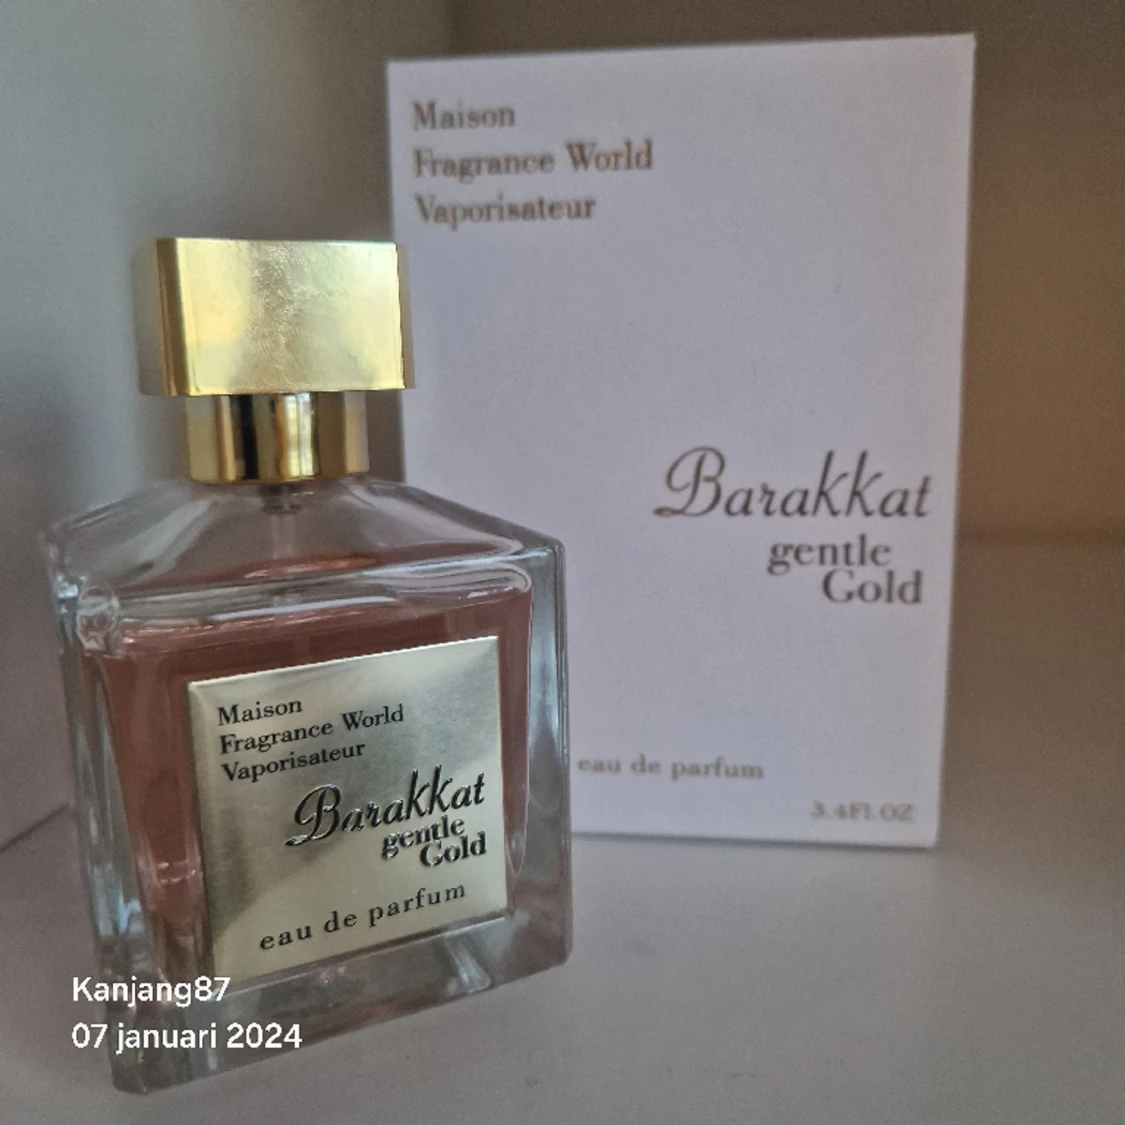 Maison
Fragrance World
Vaporisateur
Barakkat
gentle
Gold
eau de parfum
3.4FL.OZ
Maison
Fragrance World
Vaporisateur
Barakkat
gentle
Gold
eau de parfum
Kanjang87
07 januari 2024